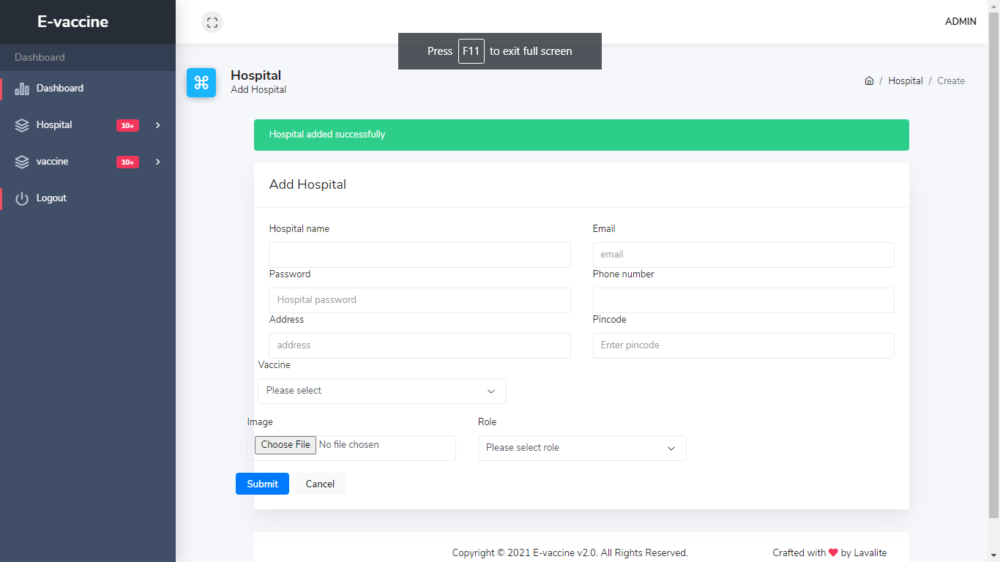 E-vaccine
ADMIN
Press F11 to exit full screen
Dashboard
Dashboard
Hospital 10+
vaccine 10+
Logout
Hospital
Add Hospital
Hospital / Create
Hospital added successfully
Add Hospital
Hospital name Email
email
Password Phone number
Hospital password
Address Pincode
address Enter pincode
Vaccine
Please select
Image Role
Choose File No file chosen Please select role
Submit Cancel
Copyright © 2021 E-vaccine v2.0. All Rights Reserved. Crafted with ♥ by Lavalite